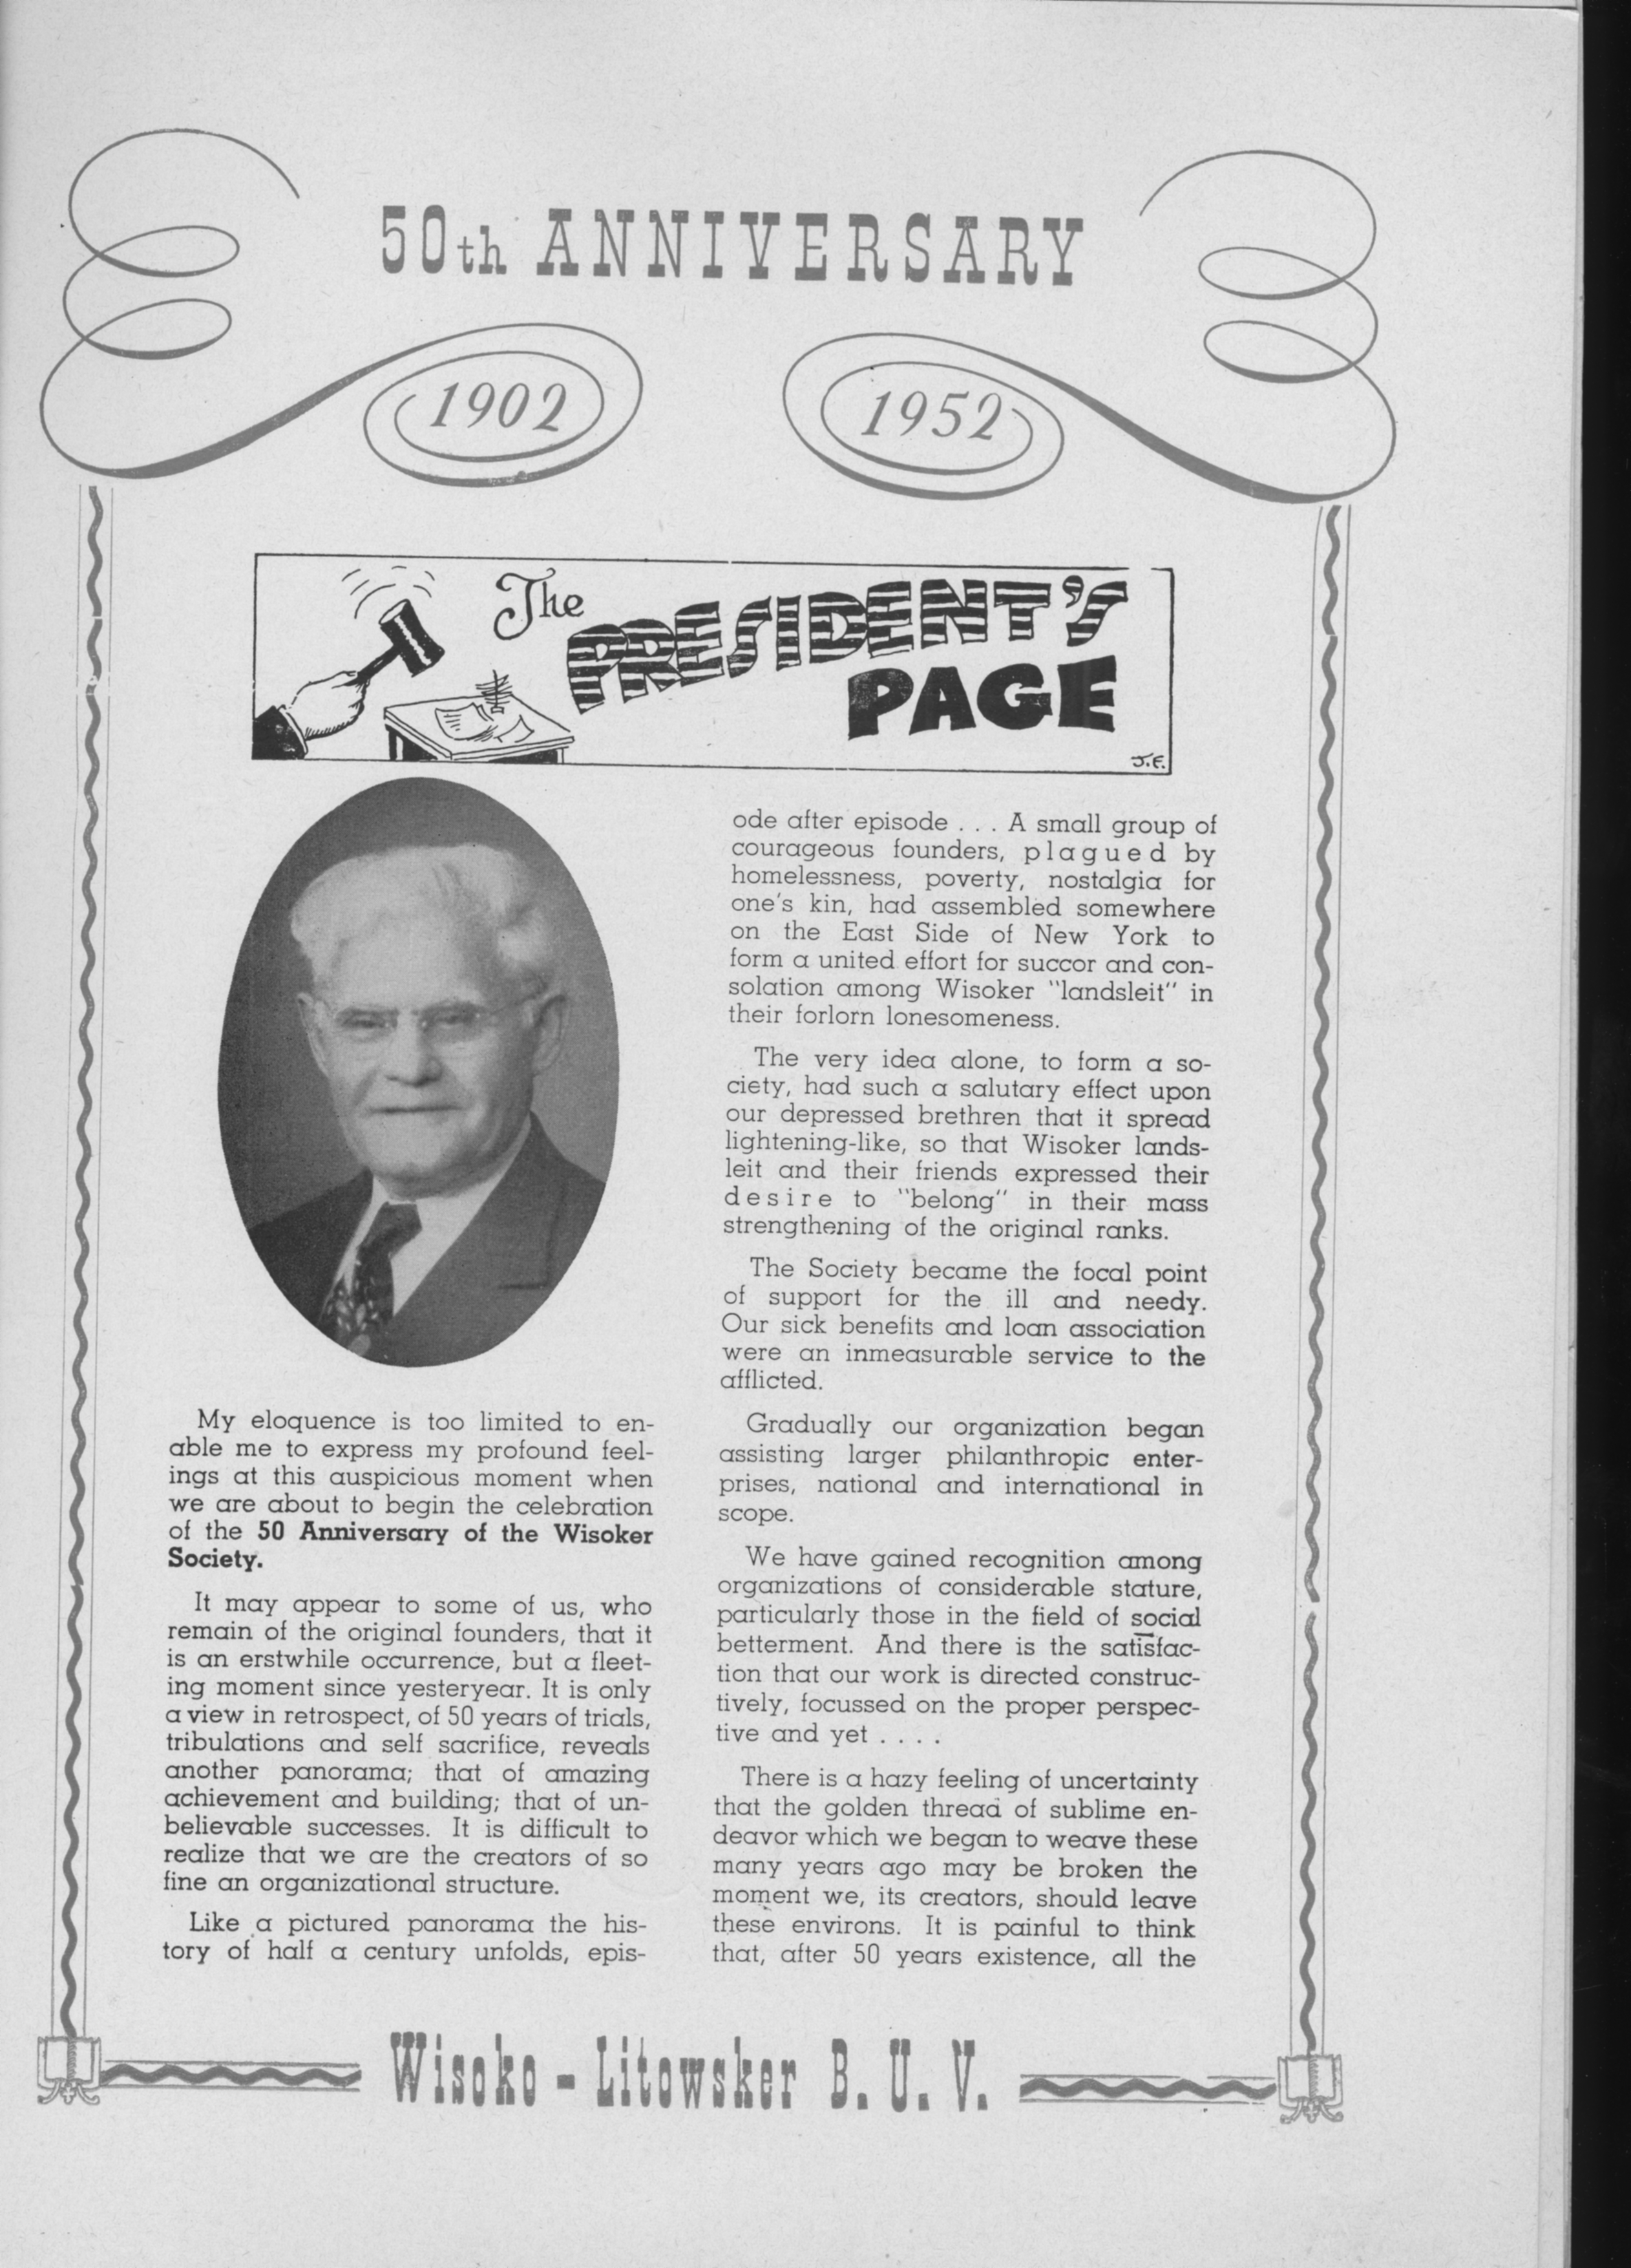 50th ANNIVERSARY
1902
1952
The
PRESIDENT'S
PAGE
J.E.
My eloquence is too limited to en-
able me to express my profound feel-
ings at this auspicious moment when
we are about to begin the celebration
of the 50 Anniversary of the Wisoker
Society.
It may appear to some of us, who
remain of the original founders, that it
is an erstwhile occurrence, but a fleet-
ing moment since yesteryear. It is only
a view in retrospect, of 50 years of trials,
tribulations and self sacrifice, reveals
another panorama; that of amazing
achievement and building; that of un-
believable successes. It is difficult to
realize that we are the creators of so
fine an organizational structure.
Like a pictured panorama the his-
tory of half a century unfolds, epis-
ode after episode . . . A small group of
courageous founders, plagued by
homelessness, poverty, nostalgia for
one's kin, had assembled somewhere
on the East Side of New York to
form a united effort for succor and con-
solation among Wisoker "landsleit" in
their forlorn lonesomeness.
The very idea alone, to form a so-
ciety, had such a salutary effect upon
our depressed brethren that it spread
lightening-like, so that Wisoker lands-
leit and their friends expressed their
desire to "belong" in their mass
strengthening of the original ranks.
The Society became the focal point
of support for the ill and needy.
Our sick benefits and loan association
were an inmeasurable service to the
afflicted.
Gradually our organization began
assisting larger philanthropic enter-
prises, national and international in
scope.
We have gained recognition among
organizations of considerable stature,
particularly those in the field of social
betterment. And there is the satisfac-
tion that our work is directed construc-
tively, focussed on the proper perspec-
tive and yet . . . .
There is a hazy feeling of uncertainty
that the golden thread of sublime en-
deavor which we began to weave these
many years ago may be broken the
moment we, its creators, should leave
these environs. It is painful to think
that, after 50 years existence, all the
Wisoko - Litowsker B. U. V.